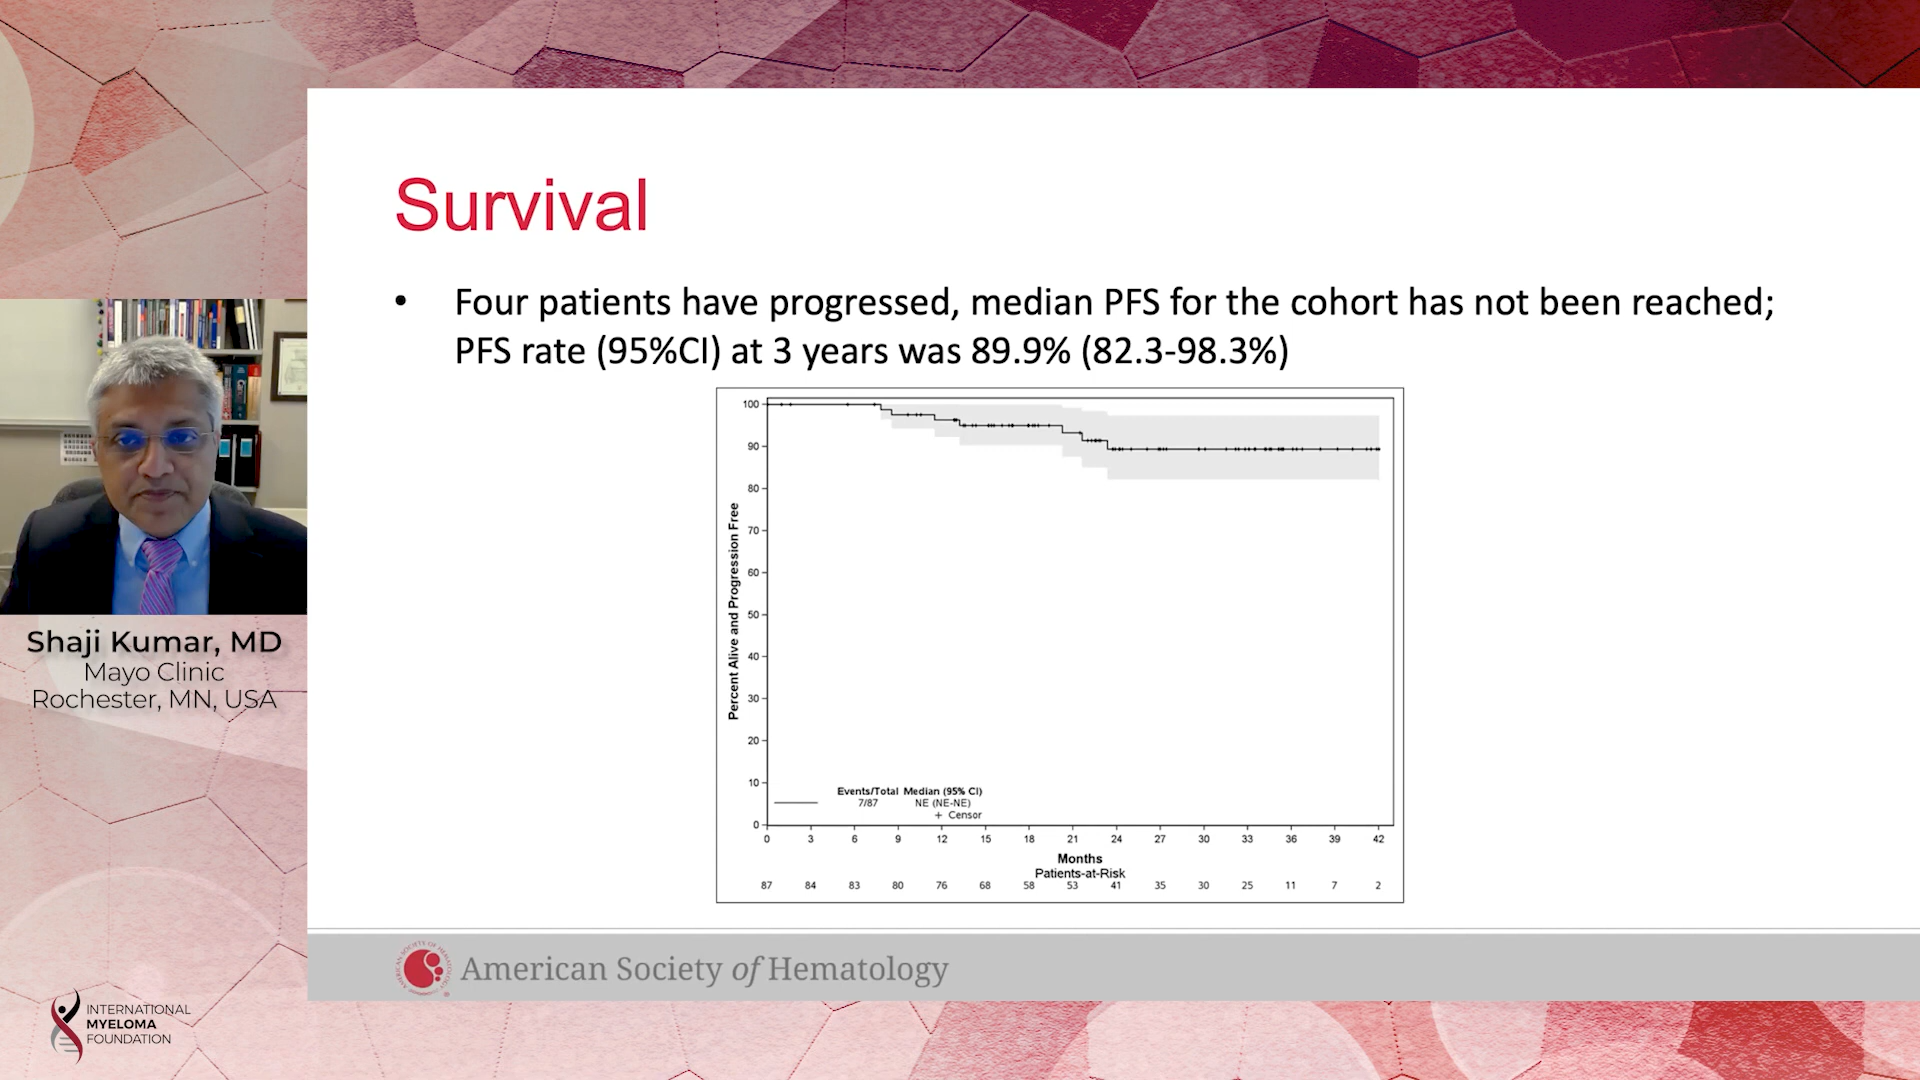 Survival
• Four patients have progressed, median PFS for the cohort has not been reached;
PFS rate (95%CI) at 3 years was 89.9% (82.3-98.3%)
Percent Alive and Progression Free
100
90
80
70
60
50
40
30
20
10
0
Events/Total Median (95% CI)
7/87 NE (NE-NE)
+ Censor
0 3 6 9 12 15 18 21 24 27 30 33 36 39 42
Months
Patients-at-Risk
87 84 83 80 76 68 58 53 41 35 30 25 11 7 2
Shaji Kumar, MD
Mayo Clinic
Rochester, MN, USA
American Society of Hematology
INTERNATIONAL
MYELOMA
FOUNDATION